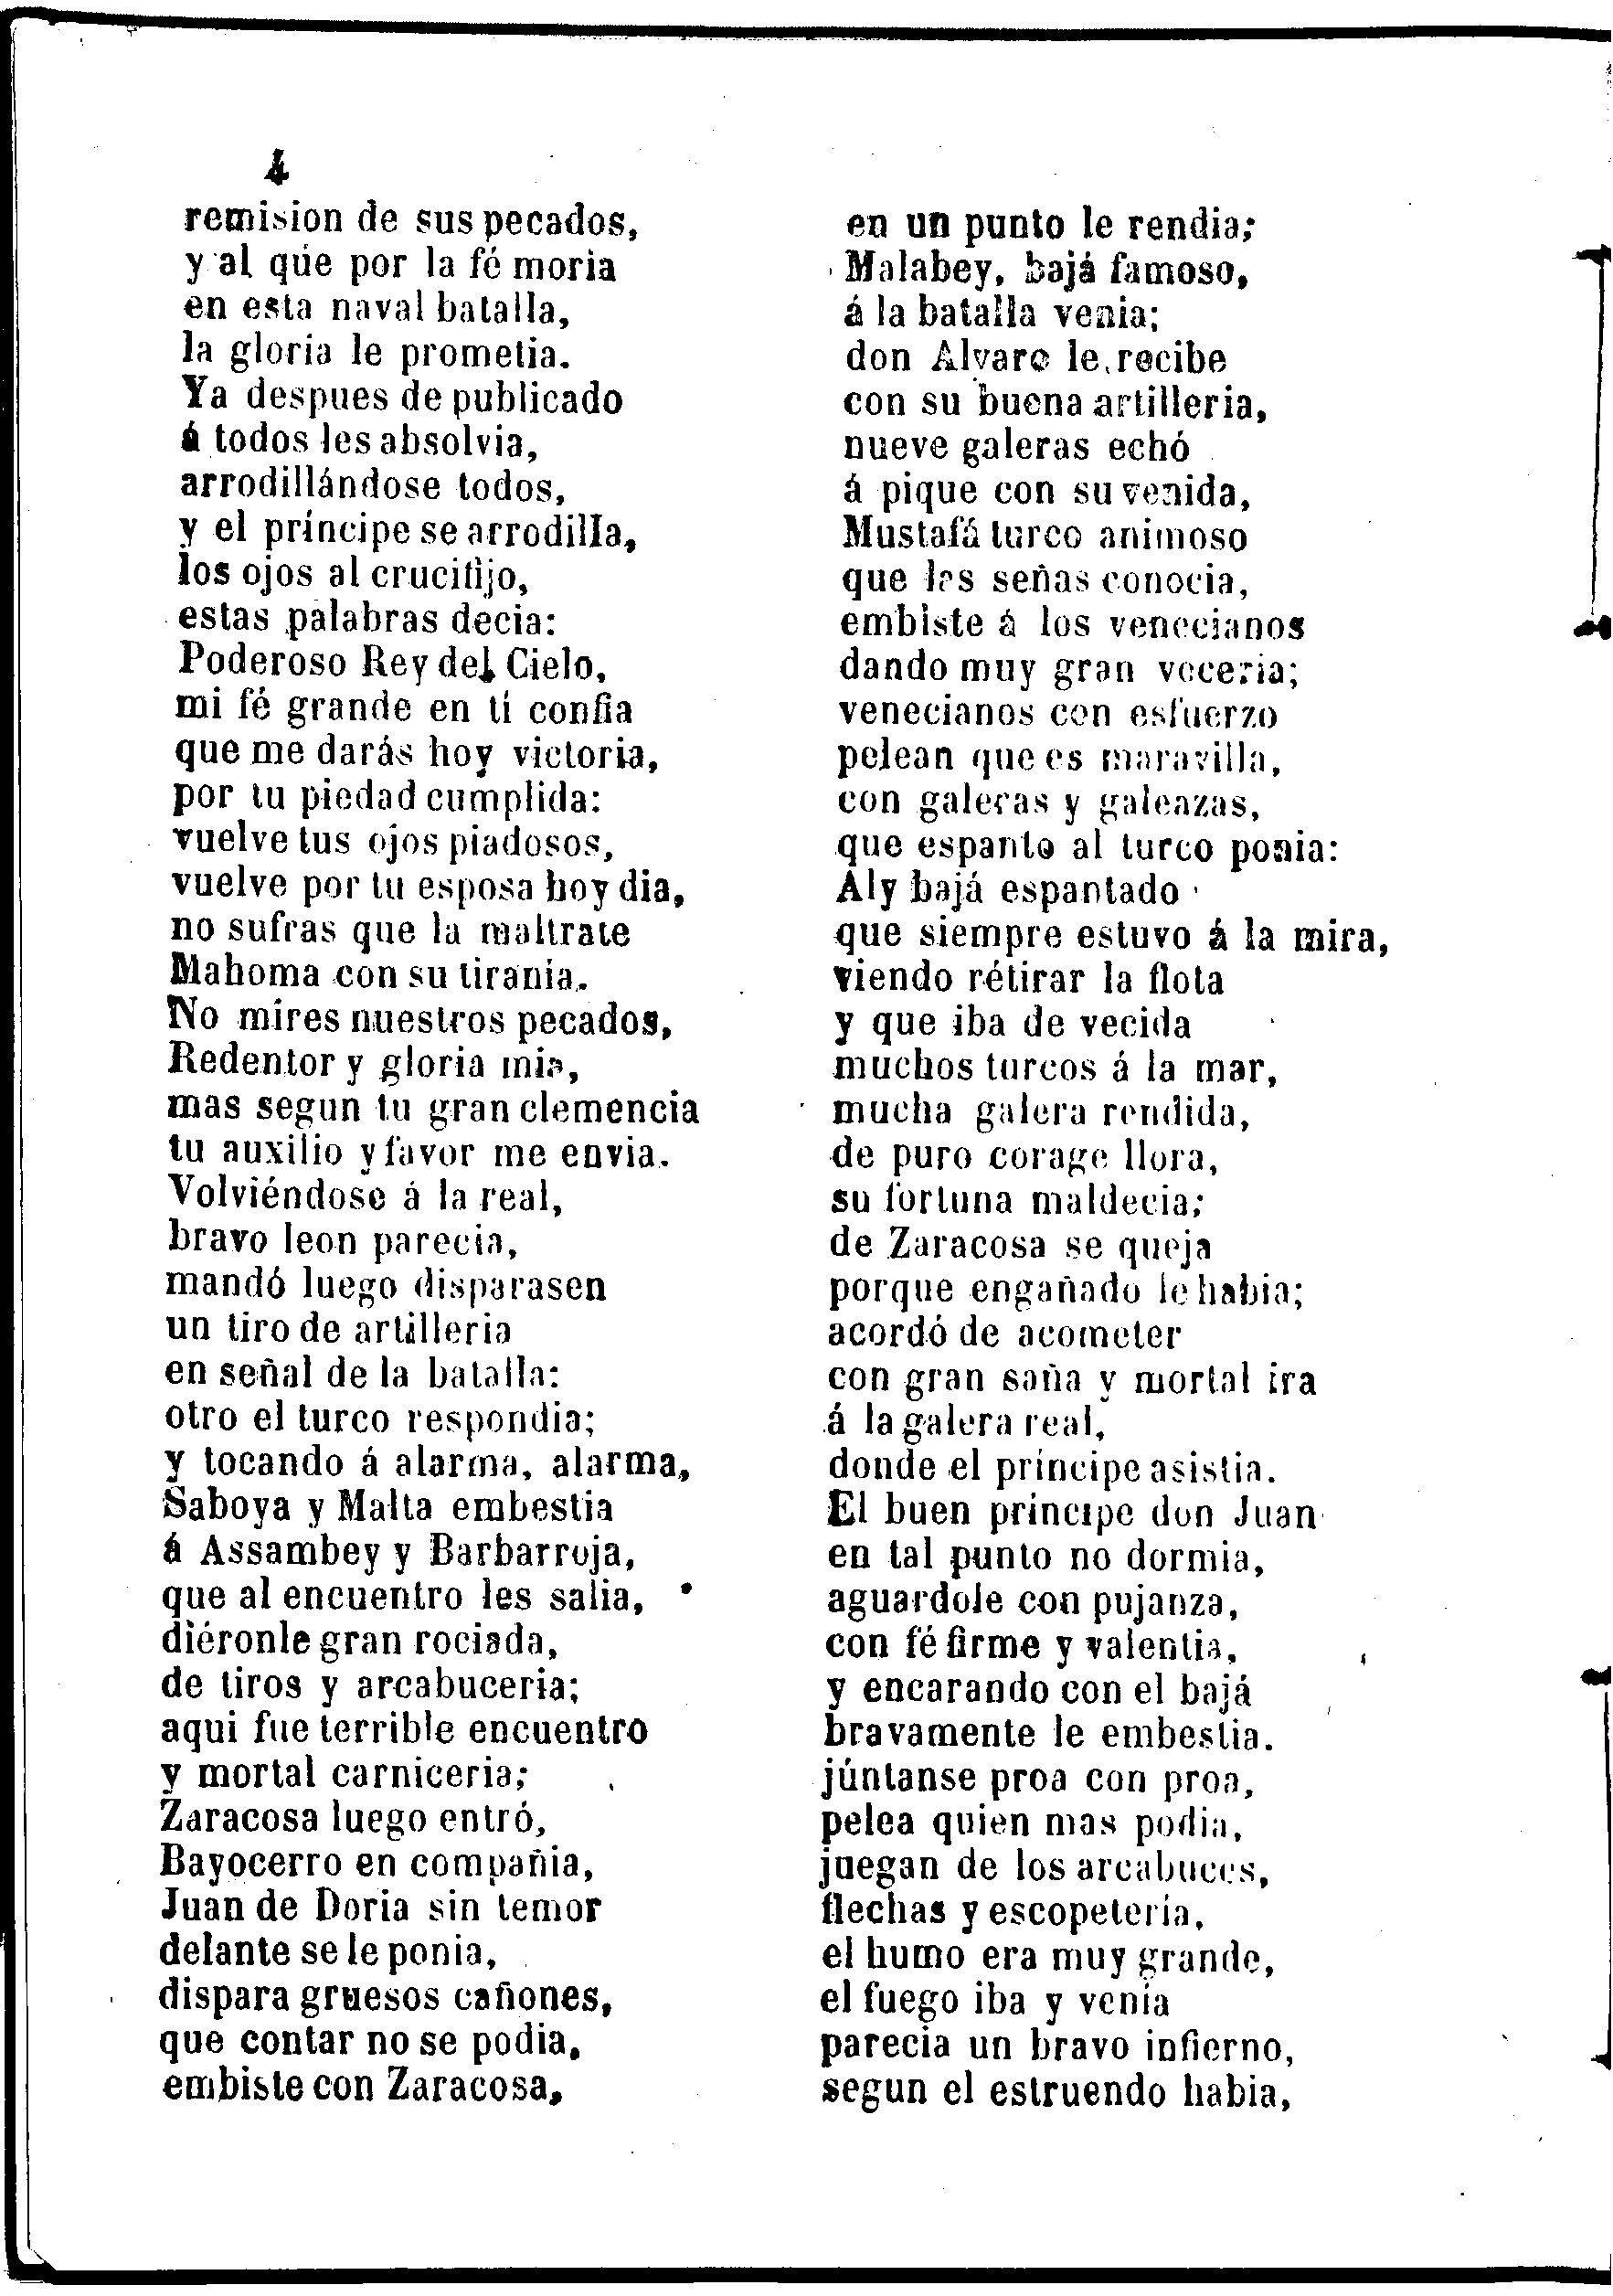 4
remision de sus pecados,
y al que por la fé moria
en esta naval batalla,
la gloria le prometia.
Ya despues de publicado
á todos les absolvia,
arrodillándose todos,
y el príncipe se arrodilla,
los ojos al crucifijo,
estas palabras decia:
Poderoso Rey del Cielo,
mi fé grande en tí confia
que me darás hoy victoria,
por tu piedad cumplida:
vuelve tus ojos piadosos,
vuelve por tu esposa hoy dia,
no sufras que la maltrate
Mahoma con su tiranía.
No mires nuestros pecados,
Redentor y gloria mia,
mas segun tu gran clemencia
tu auxilio y favor me envia.
Volviéndose á la real,
bravo leon parecia,
mandó luego disparasen
un tiro de artilleria
en señal de la batalla:
otro el turco respondia;
y tocando á alarma, alarma,
Saboya y Malta embestia
á Assambey y Barbarroja,
que al encuentro les salia,
diéronle gran rociada,
de tiros y arcabuceria;
aqui fue terrible encuentro
y mortal carniceria;
Zaracosa luego entró,
Bayocerro en compañia,
Juan de Doria sin temor
delante se le ponia,
dispara gruesos cañones,
que contar no se podia,
embiste con Zaracosa,
en un punto le rendia;
Malabey, bajá famoso,
á la batalla venia;
don Alvaro le recibe
con su buena artilleria,
nueve galeras echó
á pique con su venida,
Mustafá turco animoso
que las señas conocia,
embiste á los venecianos
dando muy gran voceria;
venecianos con esfuerzo
pelean que es maravilla,
con galeras y galeazas,
que espanto al turco ponia:
Aly bajá espantado
que siempre estuvo á la mira,
viendo rétirar la flota
y que iba de vecida
muchos turcos á la mar,
mucha galera rendida,
de puro corage llora,
su fortuna maldecia;
de Zaracosa se queja
porque engañado le habia;
acordó de acometer
con gran saña y mortal ira
á la galera real,
donde el príncipe asistia.
El buen príncipe don Juan
en tal punto no dormia,
aguardole con pujanza,
con fé firme y valentia,
y encarando con el bajá
bravamente le embestia.
júntanse proa con proa,
pelea quien mas podia,
juegan de los arcabuces,
flechas y escopetería,
el humo era muy grande,
el fuego iba y venía
parecia un bravo infierno,
segun el estruendo habia,